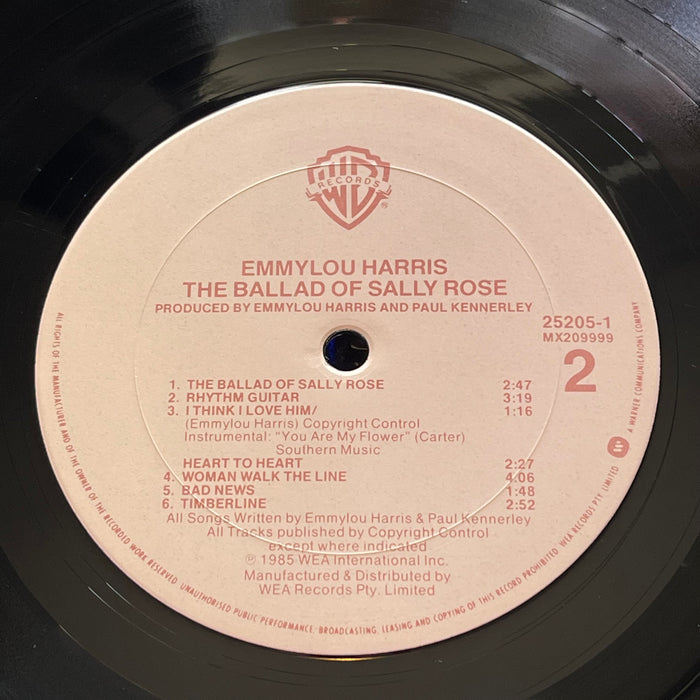 WB
RECORDS
®
EMMYLOU HARRIS
THE BALLAD OF SALLY ROSE
PRODUCED BY EMMYLOU HARRIS AND PAUL KENNERLEY
25205-1
MX209999
2
1. THE BALLAD OF SALLY ROSE 2:47
2. RHYTHM GUITAR 3:19
3. I THINK I LOVE HIM/ 1:16
(Emmylou Harris) Copyright Control
Instrumental: "You Are My Flower" (Carter)
Southern Music
HEART TO HEART 2:27
4. WOMAN WALK THE LINE 4.06
5. BAD NEWS 1:48
6. TIMBERLINE 2:52
All Songs Written by Emmylou Harris & Paul Kennerley
All Tracks published by Copyright Control
except where indicated
℗ 1985 WEA International Inc.
Manufactured & Distributed by
WEA Records Pty. Limited
ALL RIGHTS OF THE MANUFACTURER AND OF THE OWNER OF THE RECORDED WORK RESERVED. UNAUTHORISED PUBLIC PERFORMANCE, BROADCASTING, LEASING AND COPYING OF THIS RECORD PROHIBITED. WEA RECORDS PTY. LIMITED
A WARNER COMMUNICATIONS COMPANY